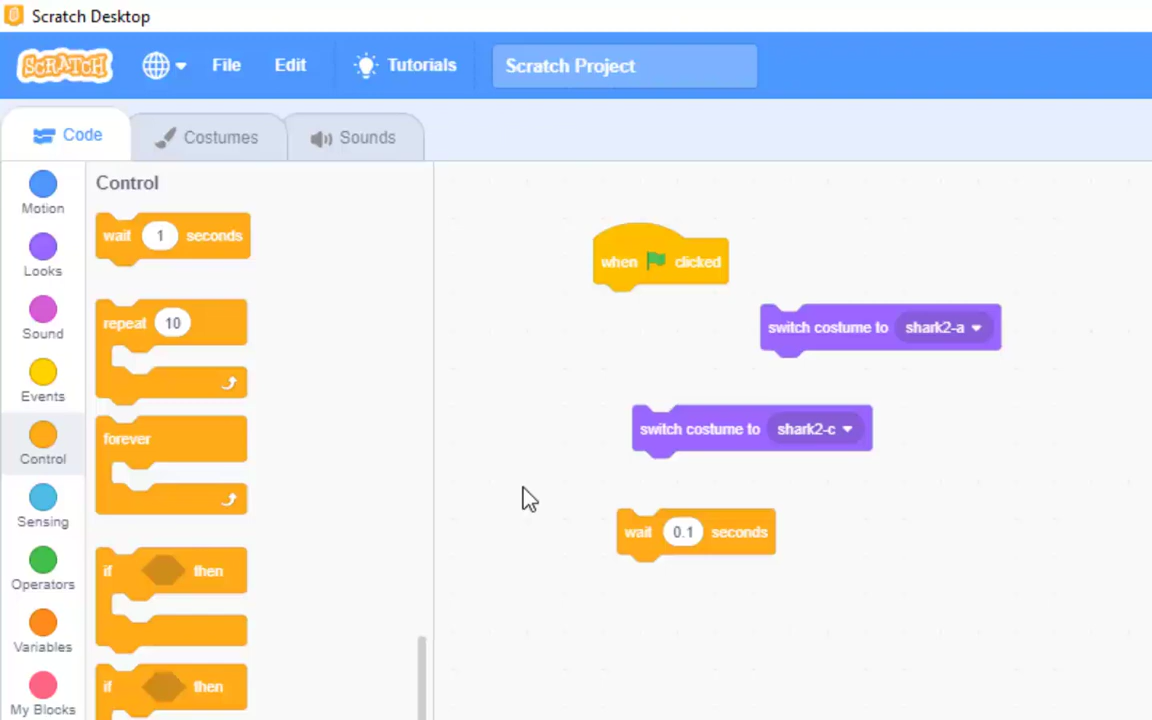 Scratch Desktop
SCRATCH File Edit Tutorials Scratch Project
Code Costumes Sounds
Motion
Looks
Sound
Events
Control
Sensing
Operators
Variables
My Blocks
Control
wait 1 seconds
repeat 10
forever
if then
if then
when clicked
switch costume to shark2-a
switch costume to shark2-c
wait 0.1 seconds